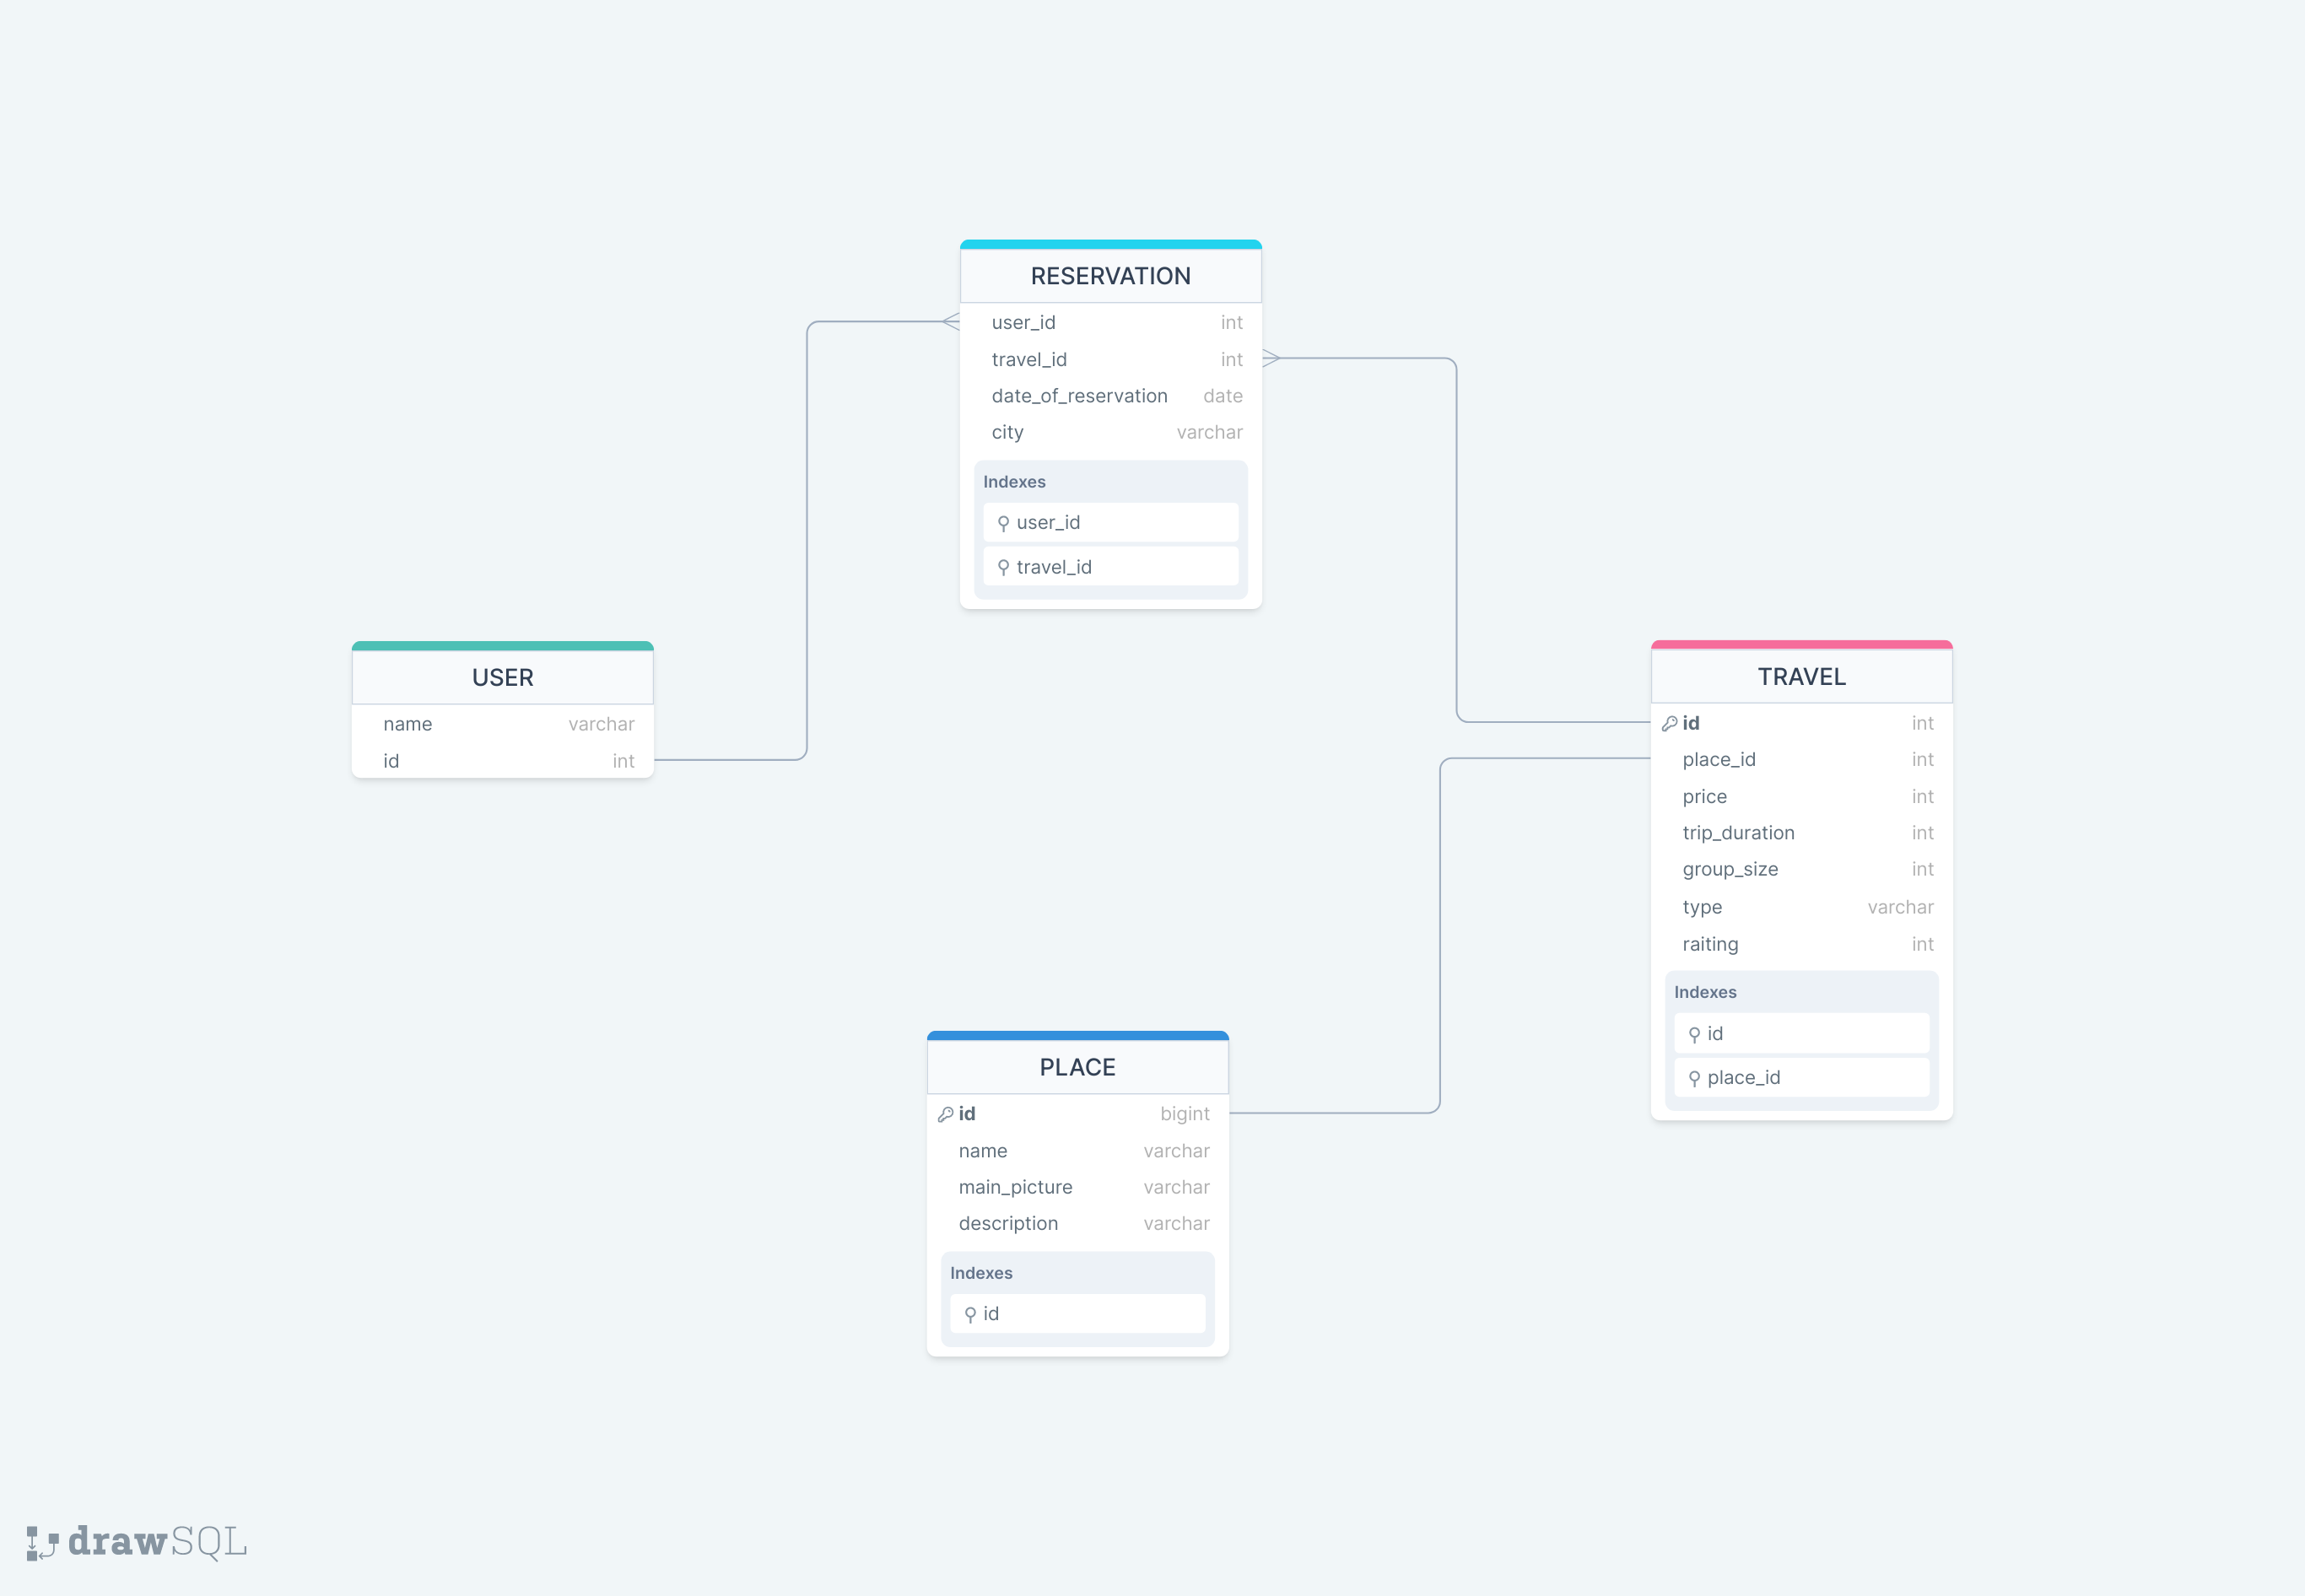 RESERVATION
user_id int
travel_id int
date_of_reservation date
city varchar
Indexes
user_id
travel_id
USER
name varchar
id int
TRAVEL
id int
place_id int
price int
trip_duration int
group_size int
type varchar
raiting int
Indexes
id
place_id
PLACE
id bigint
name varchar
main_picture varchar
description varchar
Indexes
id
drawSQL